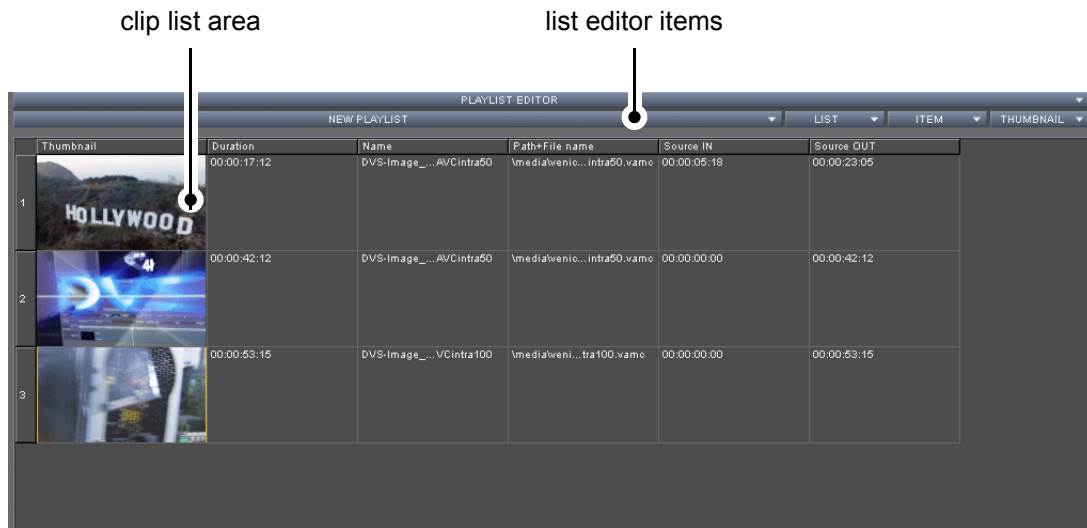 clip list area list editor items
PLAYLIST EDITOR
NEW PLAYLIST LIST ITEM THUMBNAIL
Thumbnail Duration Name Path+File name Source IN Source OUT
1 00:00:17:12 DVS-Image_...AVCintra50 \media\venic...intra50.vamc 00:00:05:18 00:00:23:05
HOLLYWOOD
2 00:00:42:12 DVS-Image_...AVCintra50 \media\venic...intra50.vamc 00:00:00:00 00:00:42:12
DVS
3 00:00:53:15 DVS-Image_...VCintra100 \media\veni...tra100.vamc 00:00:00:00 00:00:53:15